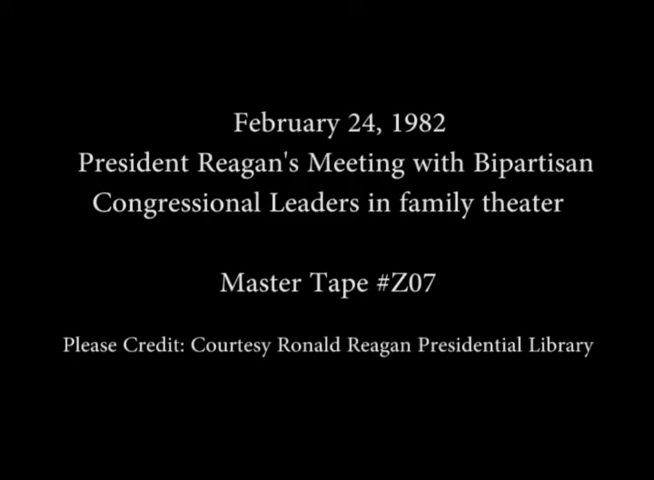 February 24, 1982
President Reagan's Meeting with Bipartisan
Congressional Leaders in family theater
Master Tape #Z07
Please Credit: Courtesy Ronald Reagan Presidential Library